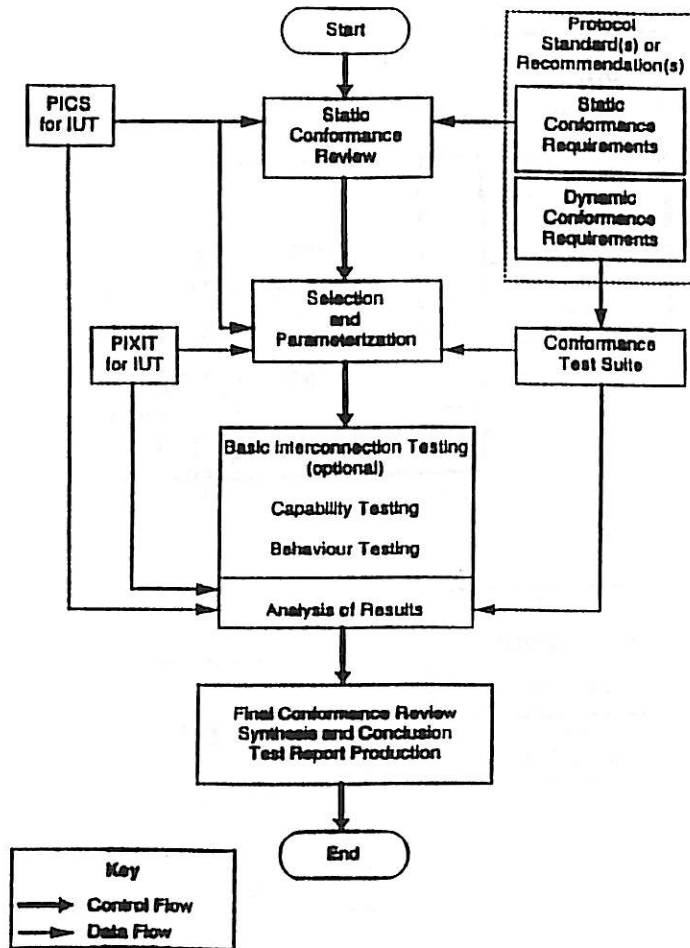 Start
Protocol
Standard(s) or
Recommendation(s)
PICS
for IUT
Static
Conformance
Review
Static
Conformance
Requirements
Dynamic
Conformance
Requirements
Selection
and
Parameterization
PIXIT
for IUT
Conformance
Test Suite
Basic Interconnection Testing
(optional)
Capability Testing
Behaviour Testing
Analysis of Results
Final Conformance Review
Synthesis and Conclusion
Test Report Production
End
Key
Control Flow
Data Flow